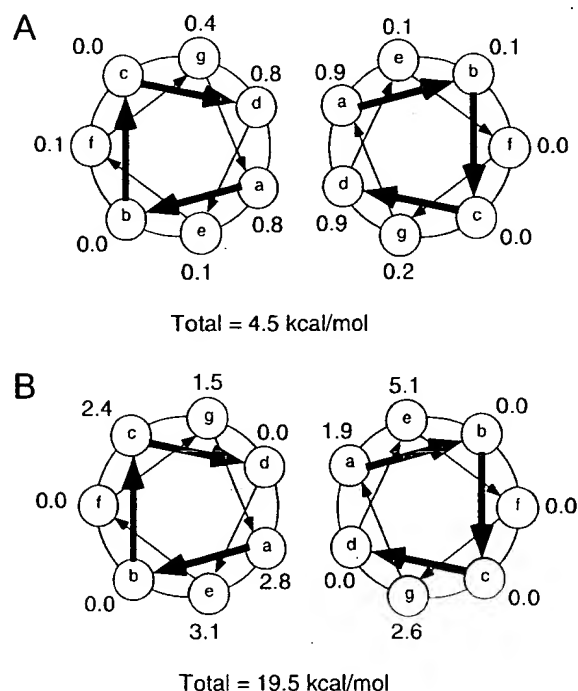 A
0.0 0.4 0.8 0.1 0.8 0.1 0.0
c g d f a b e
0.9 0.1 0.1 0.0 0.9 0.2 0.0
e b a f d c g
Total = 4.5 kcal/mol
B
2.4 1.5 0.0 0.0 2.8 0.0 3.1
c g d f a b e
1.9 5.1 0.0 0.0 0.0 2.6 0.0
e b a f d c g
Total = 19.5 kcal/mol